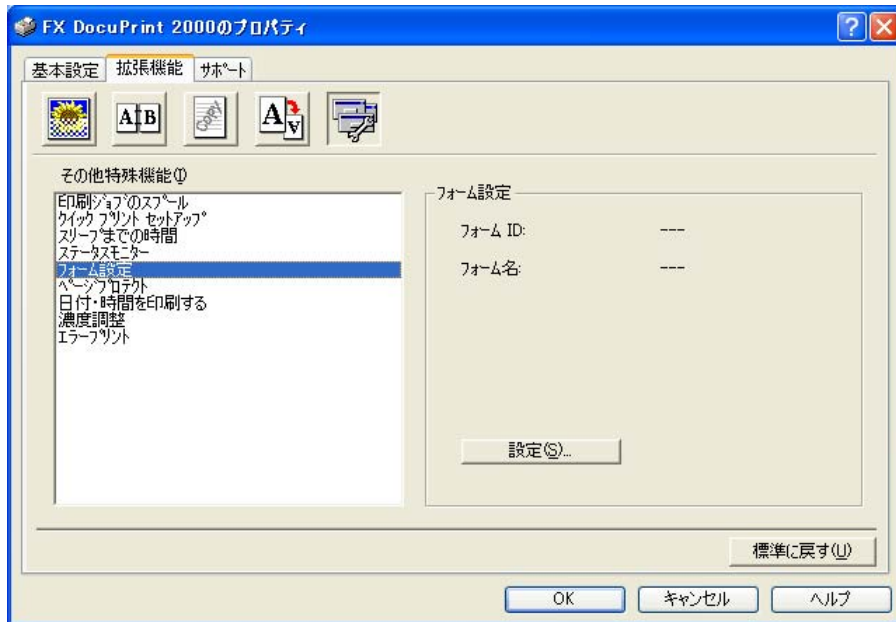 FX DocuPrint 2000のプロパティ
基本設定 拡張機能 サポート
A B
copy
A A
その他特殊機能(I)
印刷ジョブのスプール
クイック プリント セットアップ
スリープまでの時間
ステータスモニター
フォーム設定
ページプロテクト
日付・時間を印刷する
濃度調整
エラープリント
フォーム設定
フォーム ID: ---
フォーム名: ---
設定(S)...
標準に戻す(U)
OK キャンセル ヘルプ